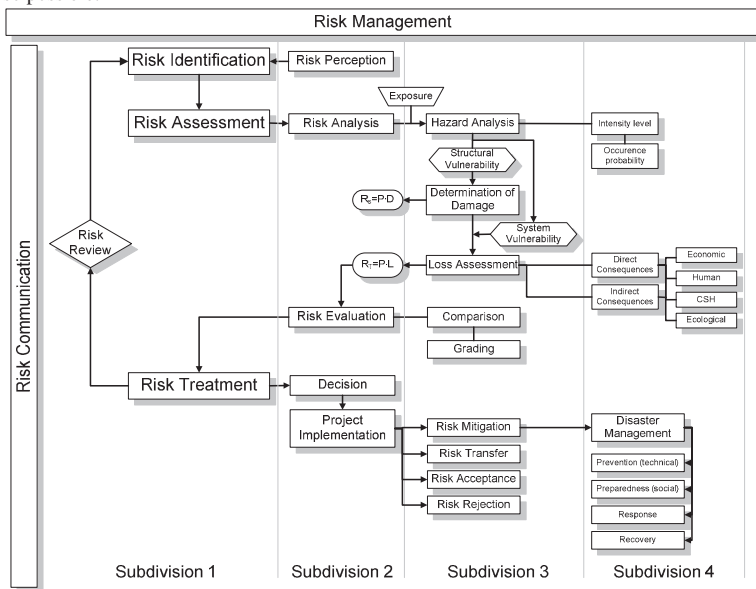 Risk Management
Risk Communication
Risk Identification
Risk Perception
Exposure
Risk Assessment
Risk Analysis
Hazard Analysis
Intensity level
Occurence
probability
Structural
Vulnerability
Determination of
Damage
System
Vulnerability
Risk
Review
Loss Assessment
Direct
Consequences
Indirect
Consequences
Economic
Human
CSH
Ecological
Risk Evaluation
Comparison
Grading
Risk Treatment
Decision
Project
Implementation
Risk Mitigation
Risk Transfer
Risk Acceptance
Risk Rejection
Disaster
Management
Prevention (technical)
Preparedness (social)
Response
Recovery
Subdivision 1
Subdivision 2
Subdivision 3
Subdivision 4